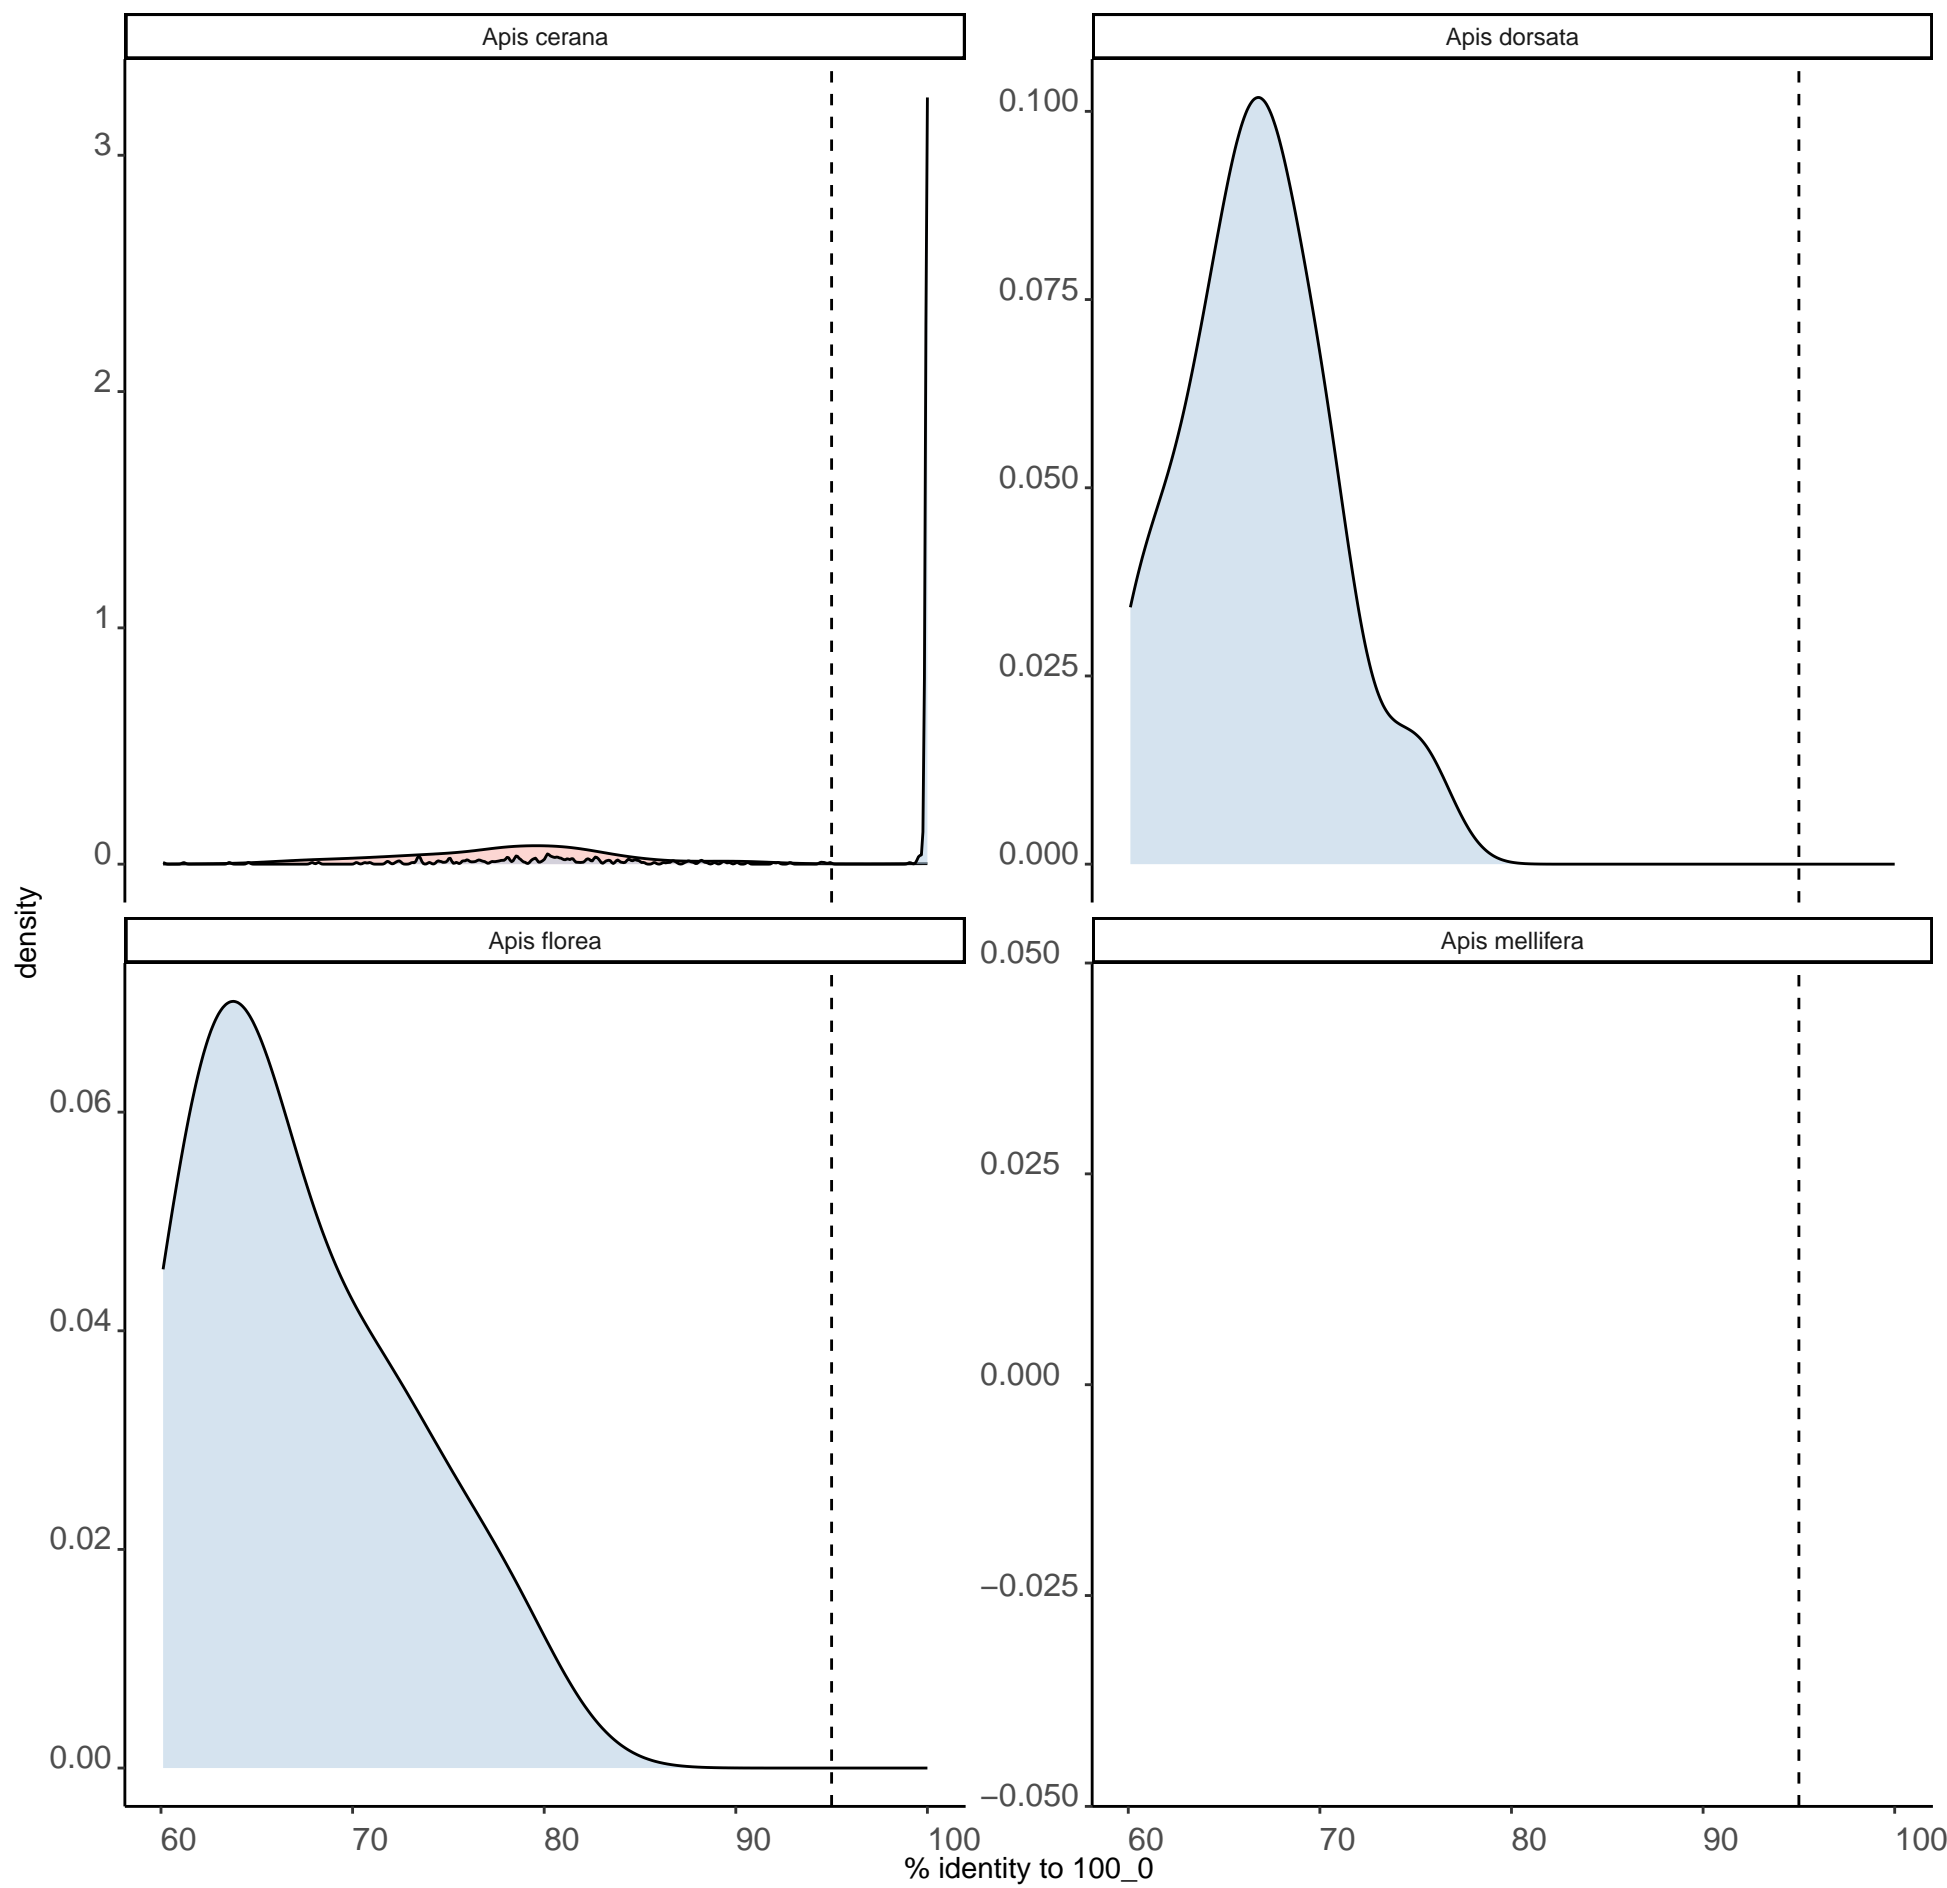 Apis cerana
Apis dorsata
3
2
1
0
0.100
0.075
0.050
0.025
0.000
density
Apis florea
Apis mellifera
0.06
0.04
0.02
0.00
0.050
0.025
0.000
−0.025
−0.050
60 70 80 90 100
60 70 80 90 100
% identity to 100_0